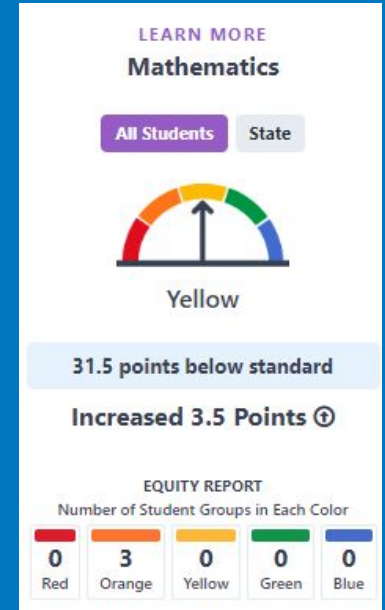 LEARN MORE
Mathematics
All Students State
Yellow
31.5 points below standard
Increased 3.5 Points
EQUITY REPORT
Number of Student Groups in Each Color
0 3 0 0 0
Red Orange Yellow Green Blue